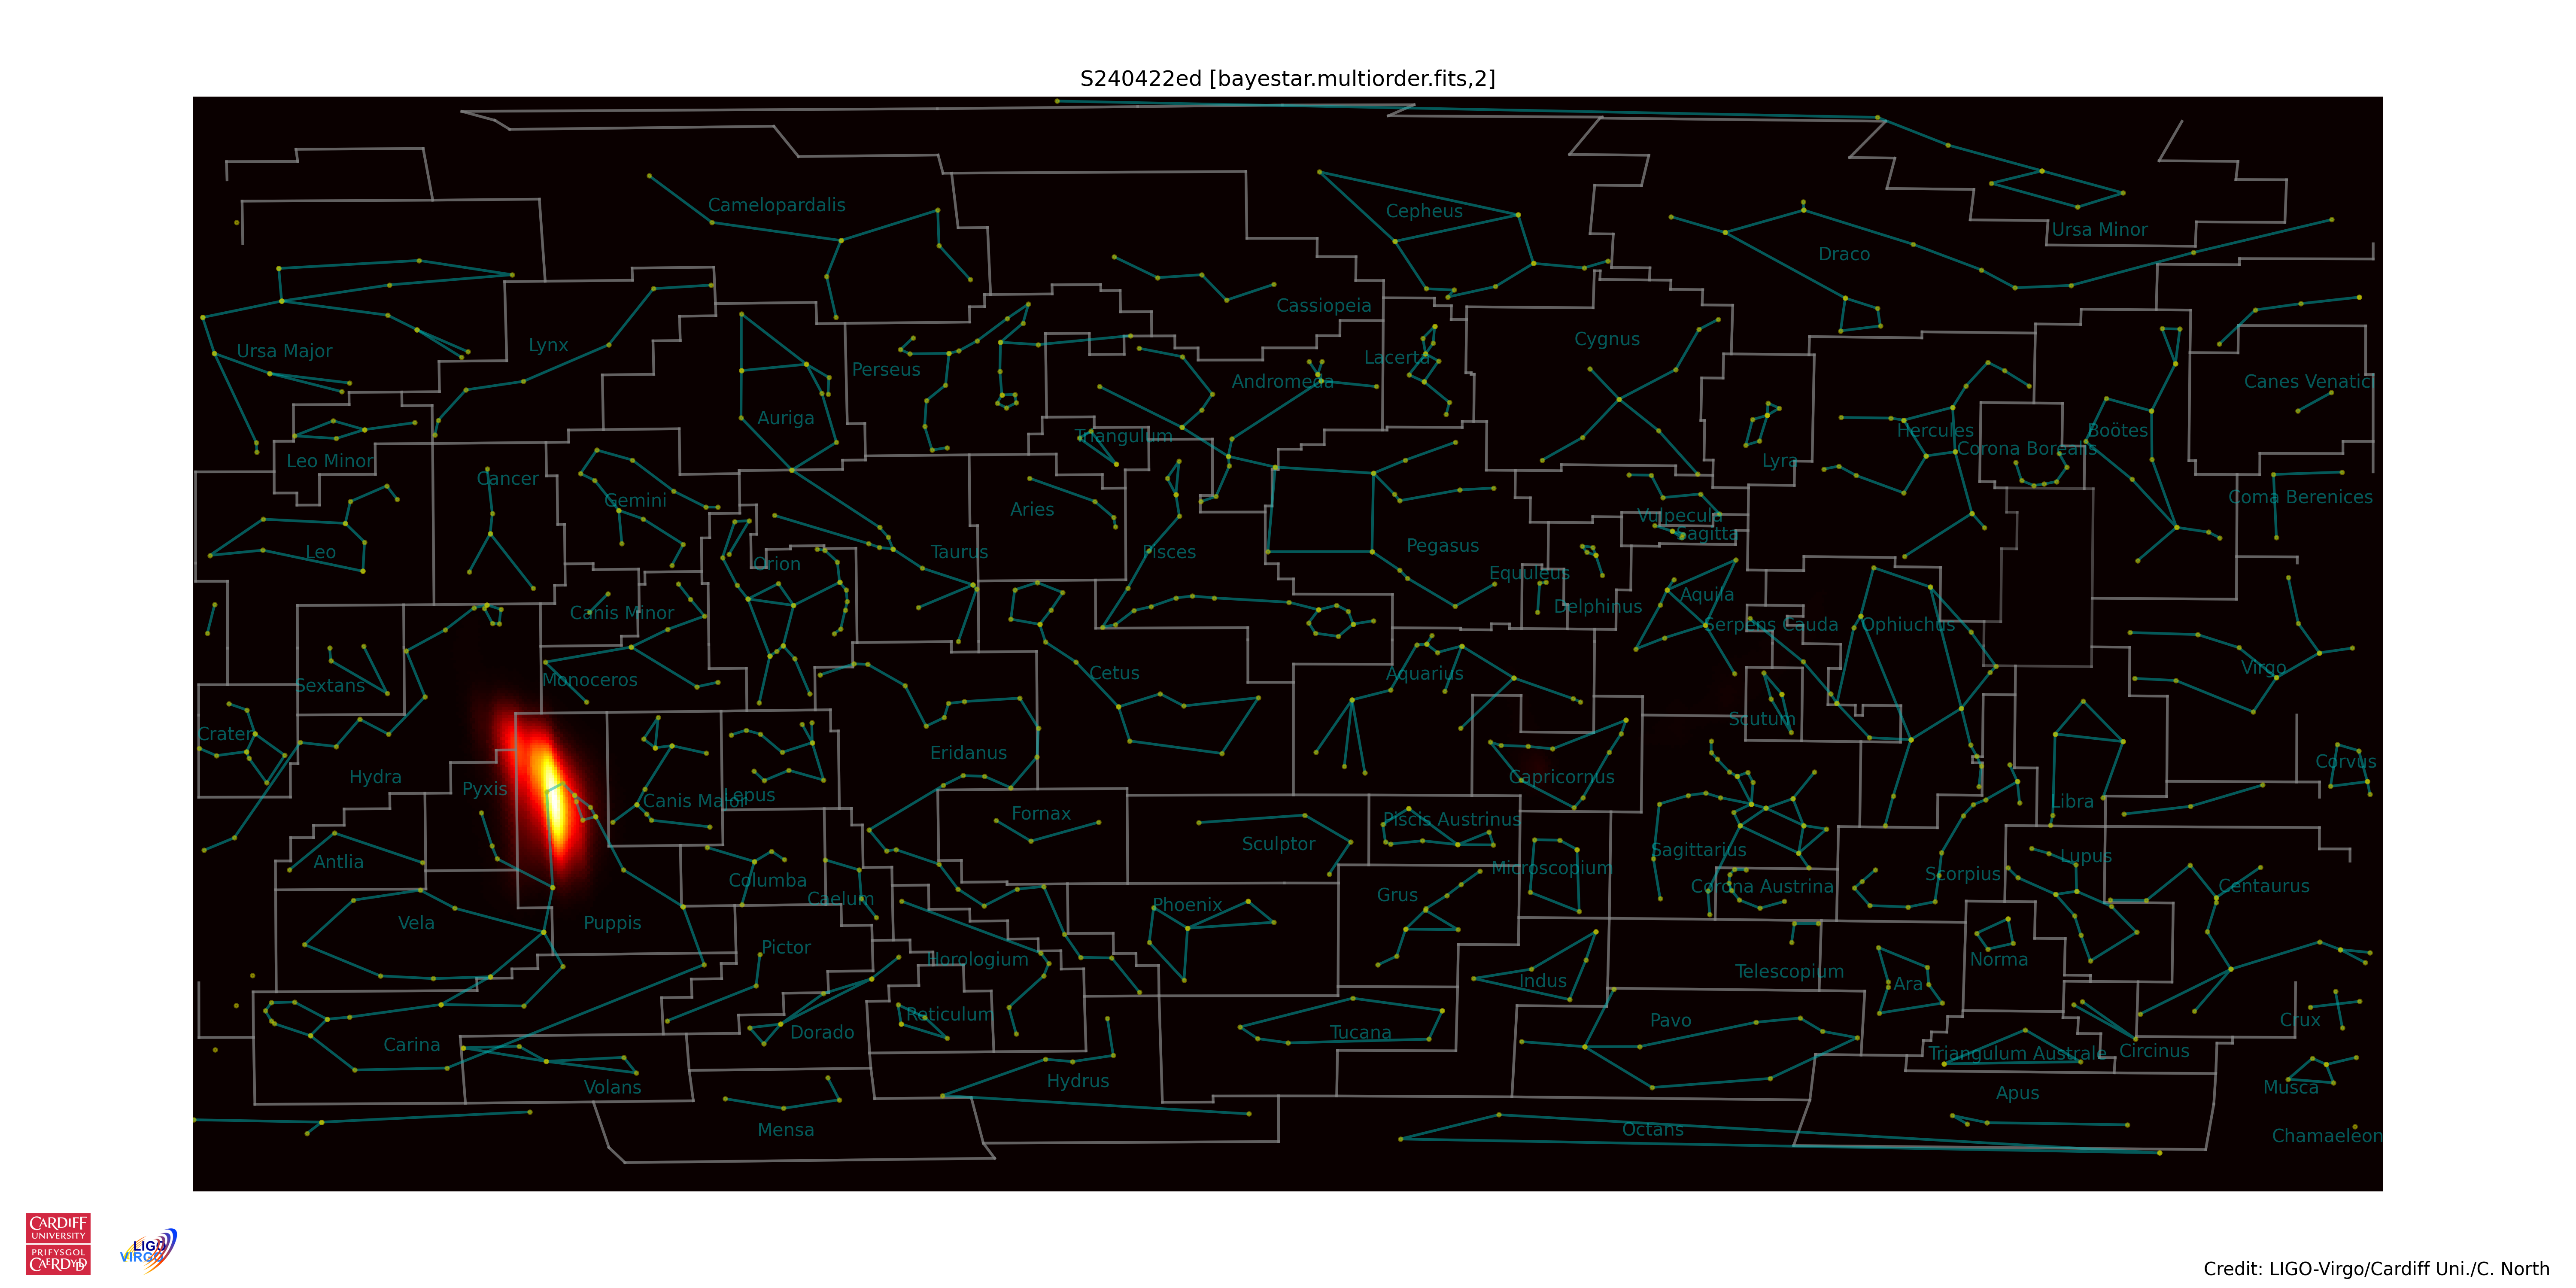 S240422ed [bayestar.multiorder.fits,2]
Camelopardalis
Cepheus
Ursa Minor
Draco
Cassiopeia
Cygnus
Ursa Major
Lynx
Lacerta
Perseus
Andromeda
Canes Venatici
Auriga
Triangulum
Hercules
Boötes
Corona Borealis
Leo Minor
Lyra
Cancer
Gemini
Coma Berenices
Aries
Vulpecula
Sagitta
Leo
Taurus
Pisces
Pegasus
Orion
Equuleus
Aquila
Delphinus
Canis Minor
Serpens Cauda
Ophiuchus
Virgo
Cetus
Aquarius
Monoceros
Sextans
Scutum
Crater
Eridanus
Corvus
Hydra
Capricornus
Pyxis
Lepus
Canis Major
Libra
Fornax
Piscis Austrinus
Sculptor
Sagittarius
Lupus
Antlia
Microscopium
Scorpius
Columba
Corona Austrina
Centaurus
Caelum
Grus
Phoenix
Vela
Puppis
Pictor
Horologium
Norma
Telescopium
Indus
Ara
Reticulum
Pavo
Crux
Dorado
Tucana
Carina
Circinus
Triangulum Australe
Hydrus
Volans
Musca
Apus
Mensa
Octans
Chamaeleon
CARDIFF
UNIVERSITY
PRIFYSGOL
CAERDYDD
LIGO
VIRGO
Credit: LIGO-Virgo/Cardiff Uni./C. North